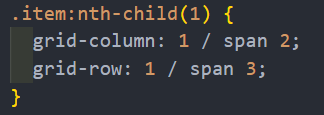 .item:nth-child(1) {
  grid-column: 1 / span 2;
  grid-row: 1 / span 3;
}